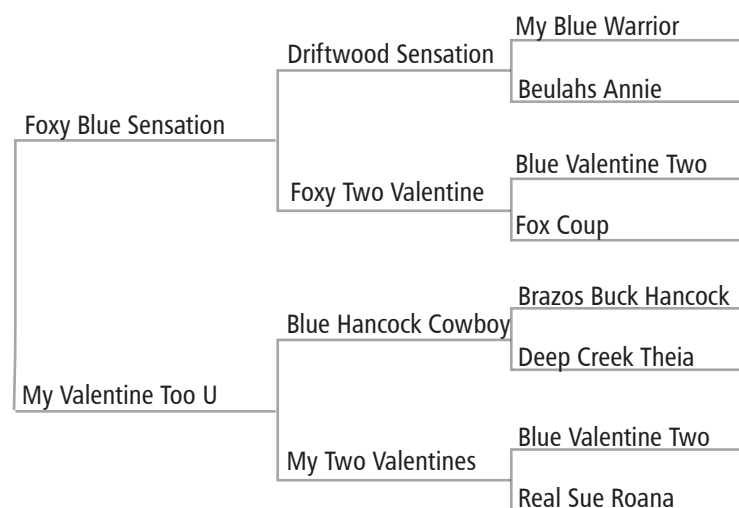 My Blue Warrior
Driftwood Sensation
Beulahs Annie
Foxy Blue Sensation
Blue Valentine Two
Foxy Two Valentine
Fox Coup
Brazos Buck Hancock
Blue Hancock Cowboy
Deep Creek Theia
My Valentine Too U
Blue Valentine Two
My Two Valentines
Real Sue Roana